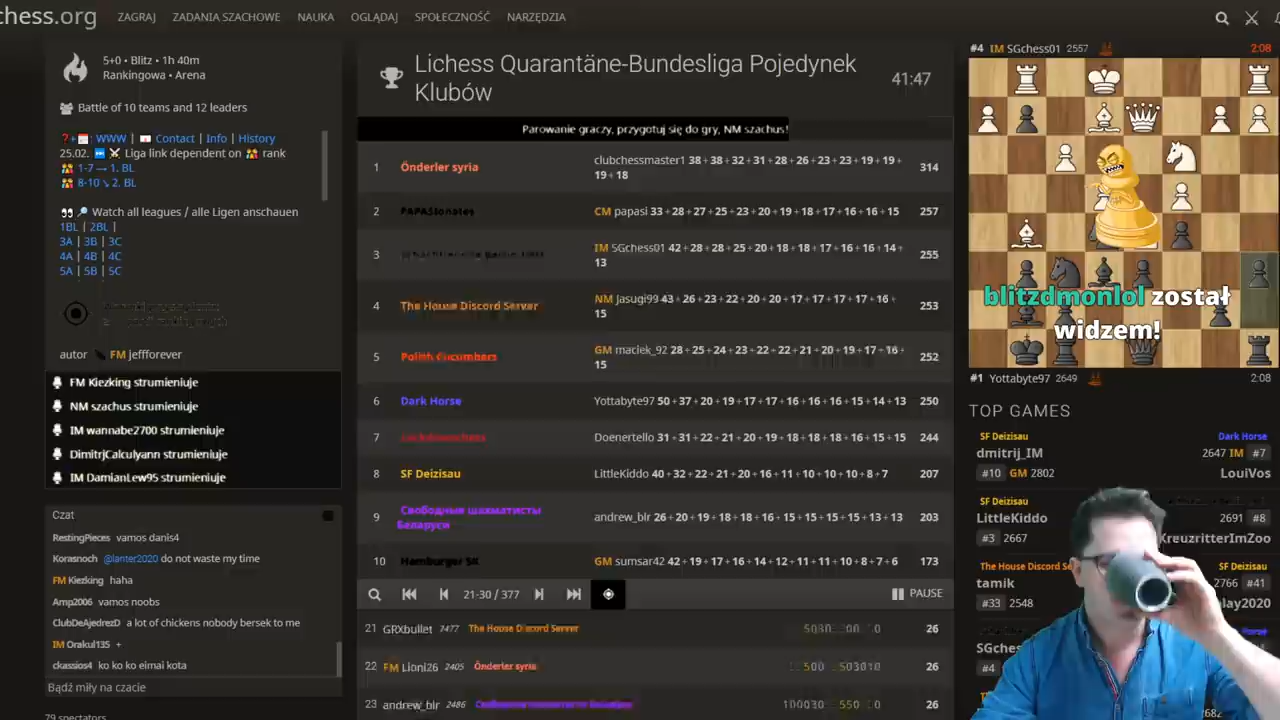 chess.org ZAGRAJ ZADANIA SZACHOWE NAUKA OGLĄDAJ SPOŁECZNOŚĆ NARZĘDZIA
5+0 • Blitz • 1h 40m
Rankingowa • Arena
Battle of 10 teams and 12 leaders
WWW | Contact | Info | History
25.02. Liga link dependent on rank
1-7 → 1. BL
8-10 ↘ 2. BL
Watch all leagues / alle Ligen anschauen
1BL | 2BL |
3A | 3B | 3C
4A | 4B | 4C
5A | 5B | 5C
autor FM jeffforever
FM Kiezking strumieniuje
NM szachus strumieniuje
IM wannabe2700 strumieniuje
DimitrjCalculyann strumieniuje
IM DamianLew95 strumieniuje
Czat
RestingPieces vamos danis4
Korasnoch @lanter2020 do not waste my time
FM Kiezking haha
Amp2006 vamos noobs
ClubDeAjedrezD a lot of chickens nobody bersek to me
IM Orakul135 +
ckassios4 ko ko ko eimai kota
Bądź miły na czacie
79 spectators
Lichess Quarantäne-Bundesliga Pojedynek
Klubów
41:47
Parowanie graczy, przygotuj się do gry, NM szachus!
1 Önderler syria clubchessmaster1 38+38+32+31+28+26+23+23+19+19+
19+18 314
2 PAPASionates CM papasi 33+28+27+25+23+20+19+18+17+16+16+15 257
3 IM SGchess01 42+28+28+25+20+18+18+17+16+16+14+
13 255
4 The House Discord Server NM Jasugi99 43+26+23+22+20+20+17+17+17+17+16+
15 253
5 Polish Cucumbers GM maciek_92 28+25+24+23+22+22+21+20+19+17+16+
15 252
6 Dark Horse Yottabyte97 50+37+20+19+17+17+16+16+16+15+14+13 250
7 Doenertello 31+31+22+21+20+19+18+18+18+16+15+15 244
8 SF Deizisau LittleKiddo 40+32+22+21+20+16+11+10+10+10+8+7 207
9 Свободные шахматисты
Беларуси andrew_blr 26+20+19+18+18+16+15+15+15+15+13+13 203
10 Hamburger SK GM sumsar42 42+19+17+16+14+12+11+11+10+8+7+6 173
21-30 / 377 PAUSE
21 GRXbullet 2477 The House Discord Server 26
22 FM Lioni26 2405 Önderler syria 26
23 andrew_blr 2486 26
#4 IM SGchess01 2557 2:08
blitzdmonlol został
widzem!
#1 Yottabyte97 2649 2:08
TOP GAMES
SF Deizisau Dark Horse
dmitrij_IM 2647 IM #7
#10 GM 2802 LouiVos
SF Deizisau
LittleKiddo 2691 #8
#3 2667 KreuzritterImZoo
The House Discord Se SF Deizisau
tamik 2766 #41
#33 2548 lay2020
SGches
#4
2682